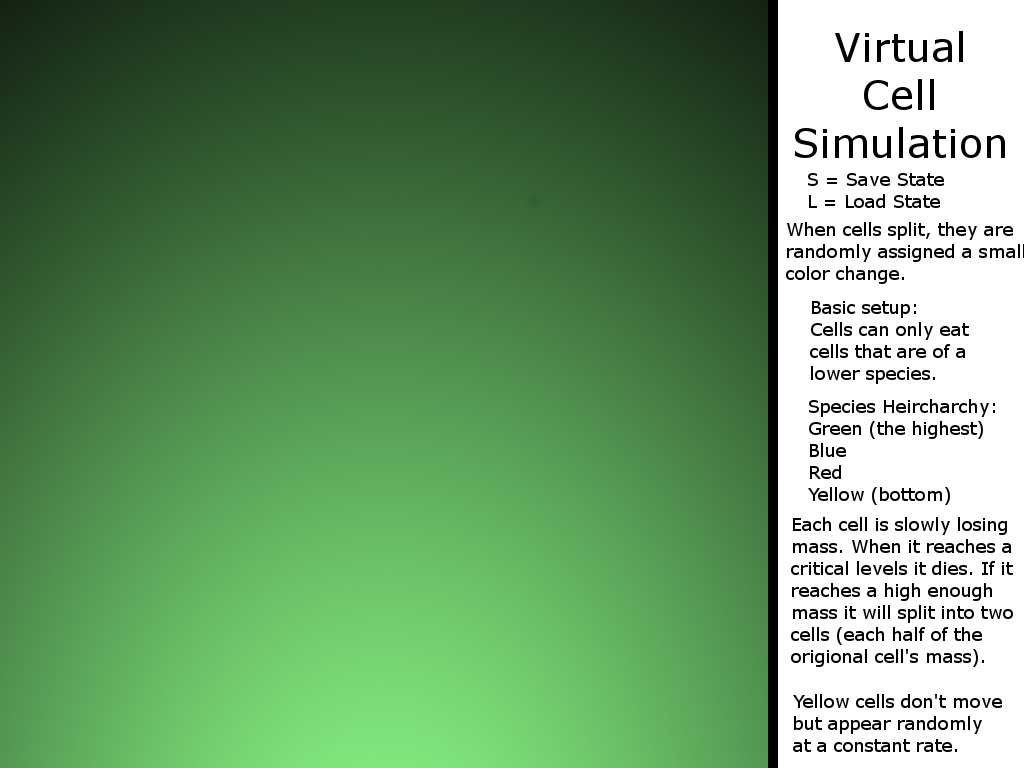 Virtual
Cell
Simulation
S = Save State
L = Load State
When cells split, they are
randomly assigned a small
color change.
Basic setup:
Cells can only eat
cells that are of a
lower species.
Species Heircharchy:
Green (the highest)
Blue
Red
Yellow (bottom)
Each cell is slowly losing
mass. When it reaches a
critical levels it dies. If it
reaches a high enough
mass it will split into two
cells (each half of the
origional cell's mass).
Yellow cells don't move
but appear randomly
at a constant rate.